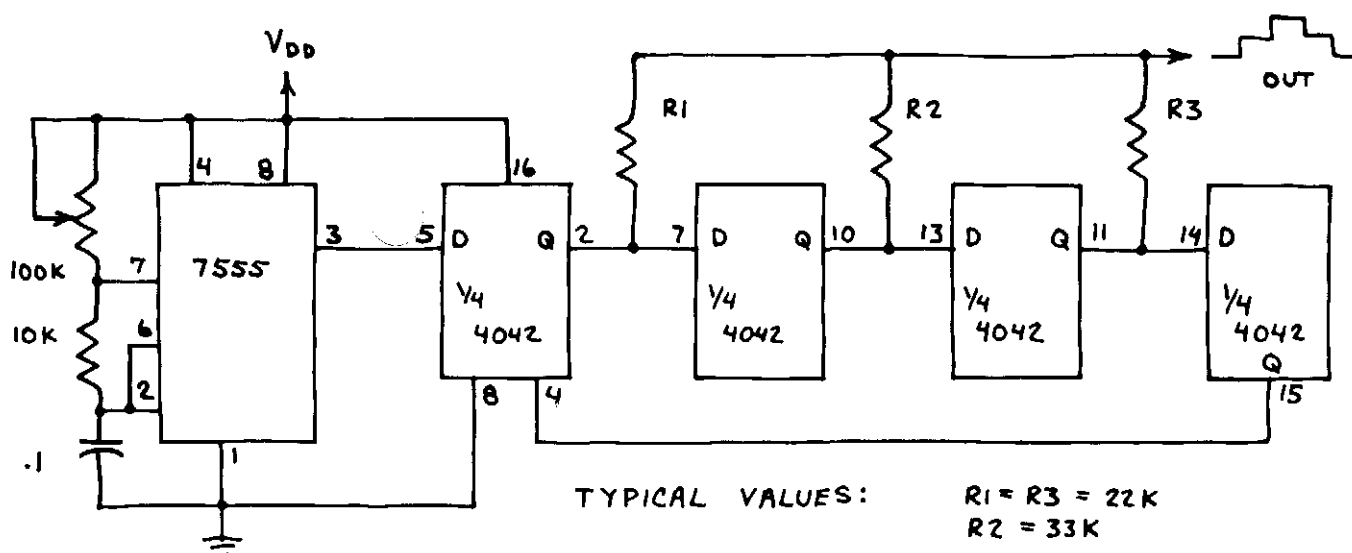 VDD
OUT
R1
R2
R3
4
8
16
3
5
D
Q
2
7
D
Q
10
13
D
Q
11
14
D
100K
7
7555
1/4
4042
1/4
4042
1/4
4042
1/4
4042
Q
10K
6
2
8
4
15
.1
1
TYPICAL VALUES:
R1 = R3 = 22K
R2 = 33K